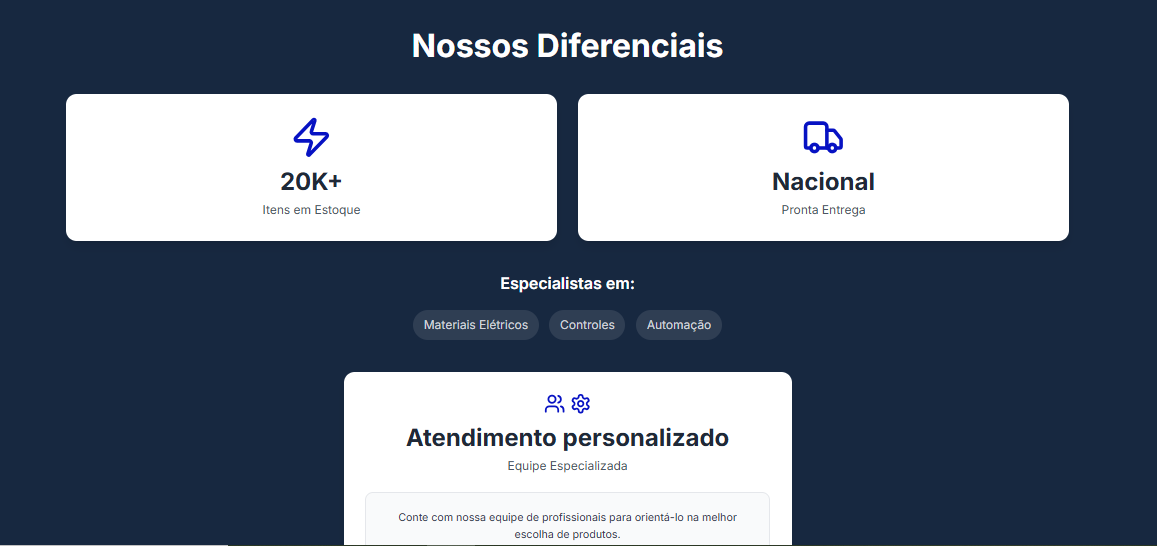 Nossos Diferenciais
20K+
Itens em Estoque
Nacional
Pronta Entrega
Especialistas em:
Materiais Elétricos
Controles
Automação
Atendimento personalizado
Equipe Especializada
Conte com nossa equipe de profissionais para orientá-lo na melhor
escolha de produtos.